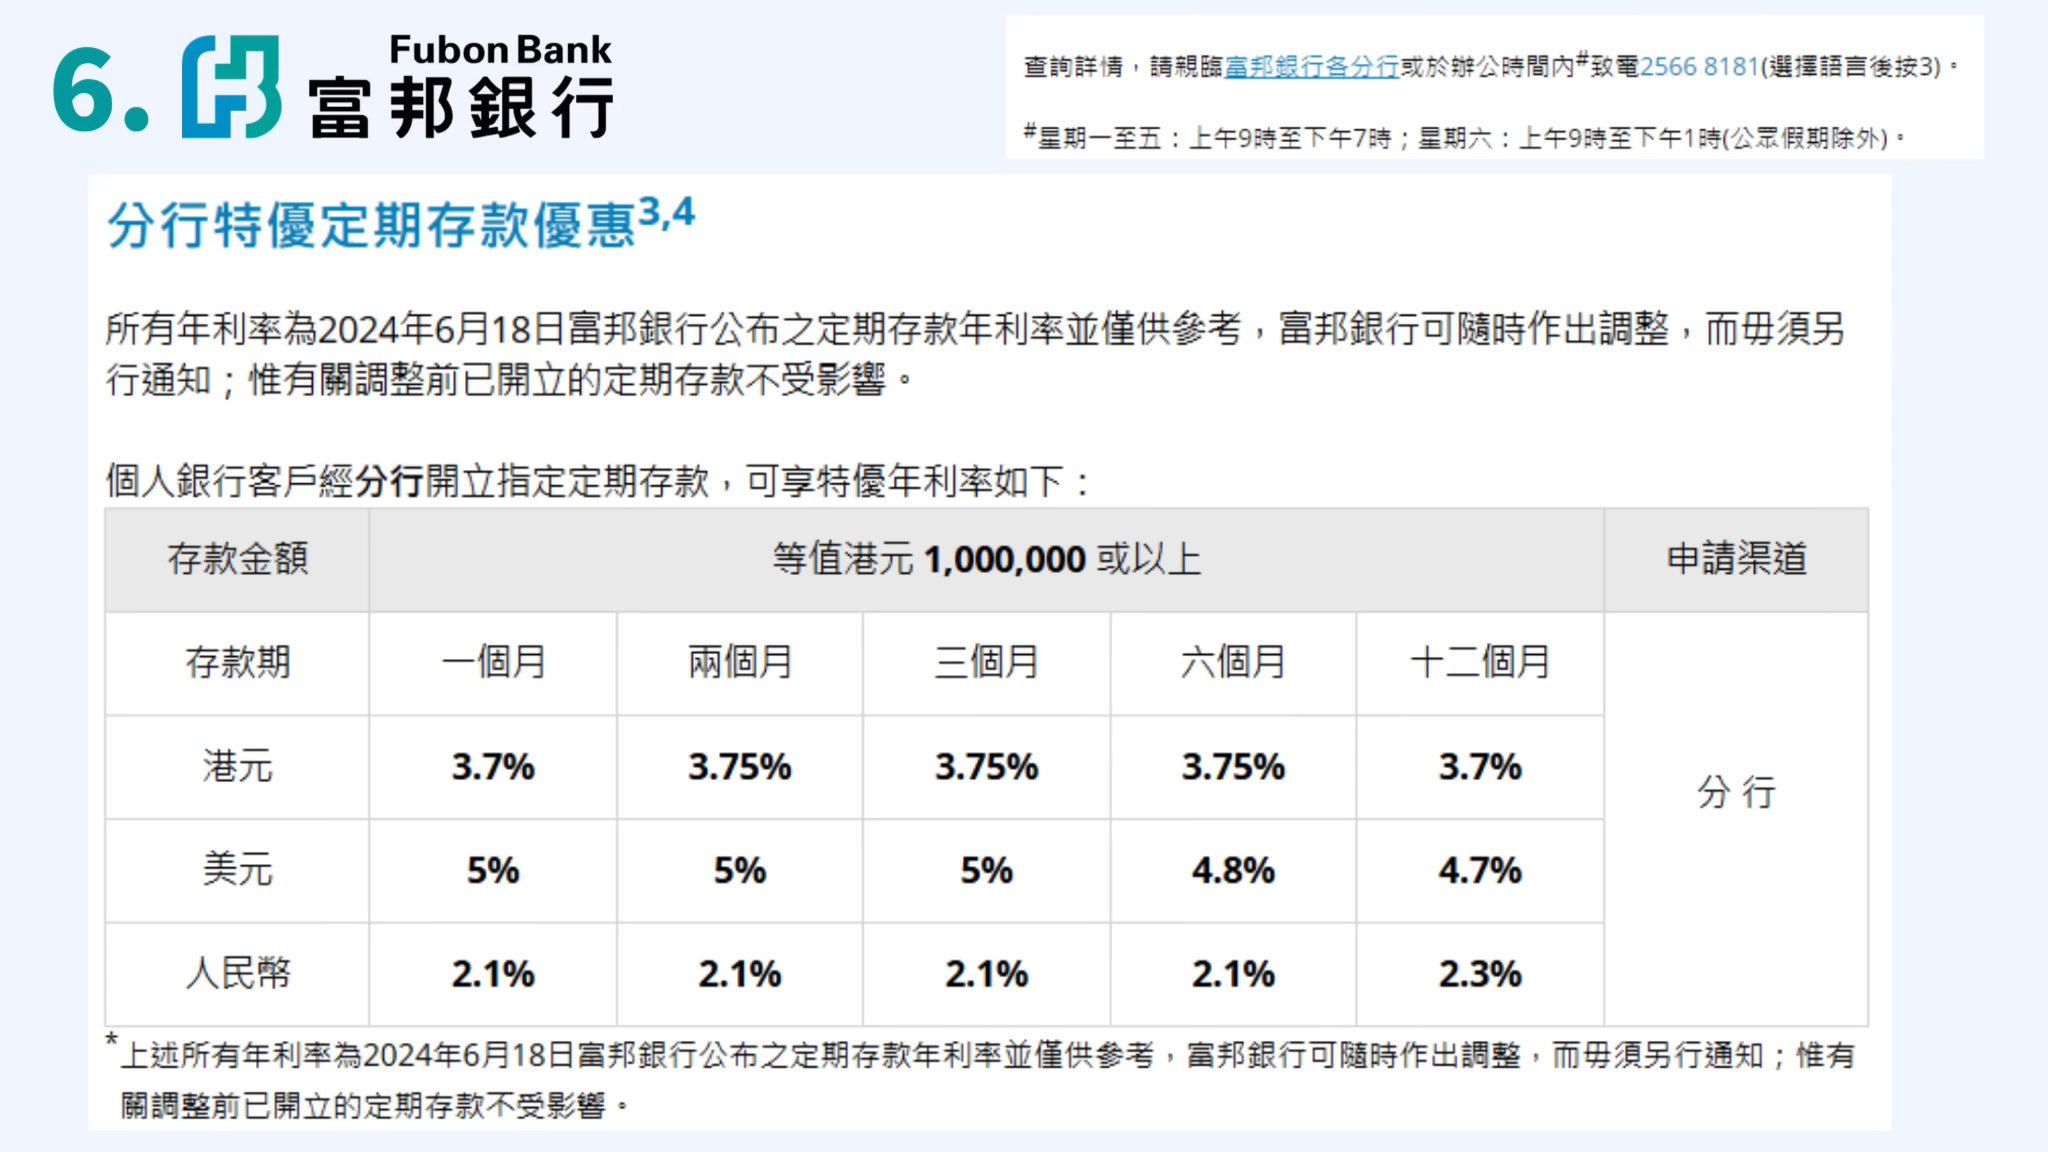 6.
Fubon Bank
富邦銀行
查詢詳情，請親臨富邦銀行各分行或於辦公時間內#致電2566 8181(選擇語言後按3)。
#星期一至五：上午9時至下午7時；星期六：上午9時至下午1時(公眾假期除外)。
分行特優定期存款優惠3,4
所有年利率為2024年6月18日富邦銀行公布之定期存款年利率並僅供參考，富邦銀行可隨時作出調整，而毋須另
行通知；惟有關調整前已開立的定期存款不受影響。
個人銀行客戶經分行開立指定定期存款，可享特優年利率如下：
存款金額 等值港元 1,000,000 或以上 申請渠道
存款期 一個月 兩個月 三個月 六個月 十二個月
港元 3.7% 3.75% 3.75% 3.75% 3.7%
分行
美元 5% 5% 5% 4.8% 4.7%
人民幣 2.1% 2.1% 2.1% 2.1% 2.3%
*上述所有年利率為2024年6月18日富邦銀行公布之定期存款年利率並僅供參考，富邦銀行可隨時作出調整，而毋須另行通知；惟有
關調整前已開立的定期存款不受影響。